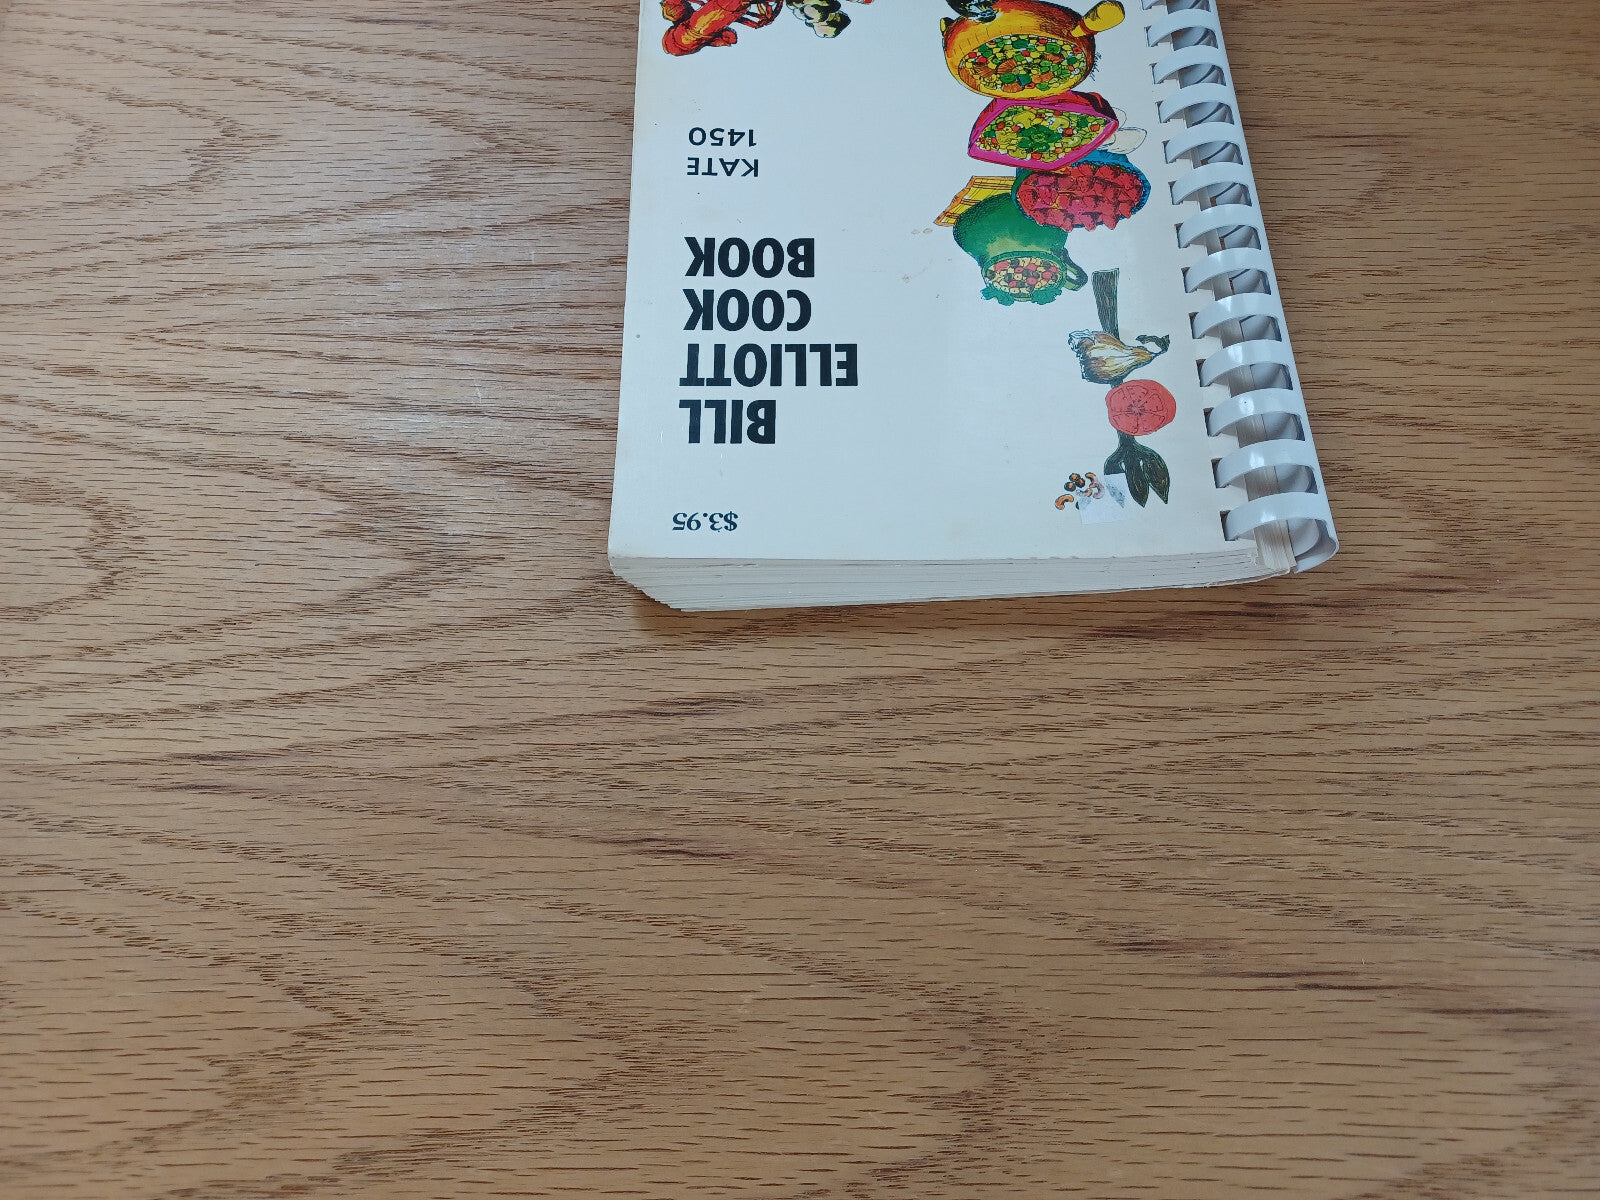 $3.95
BILL
ELLIOTT
COOK
BOOK
KATE
1450